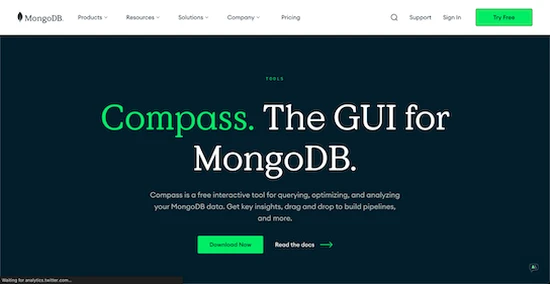 MongoDB. Products Resources Solutions Company Pricing Support Sign In Try Free
TOOLS
Compass. The GUI for
MongoDB.
Compass is a free interactive tool for querying, optimizing, and analyzing
your MongoDB data. Get key insights, drag and drop to build pipelines,
and more.
Download Now Read the docs
Waiting for analytics.twitter.com...